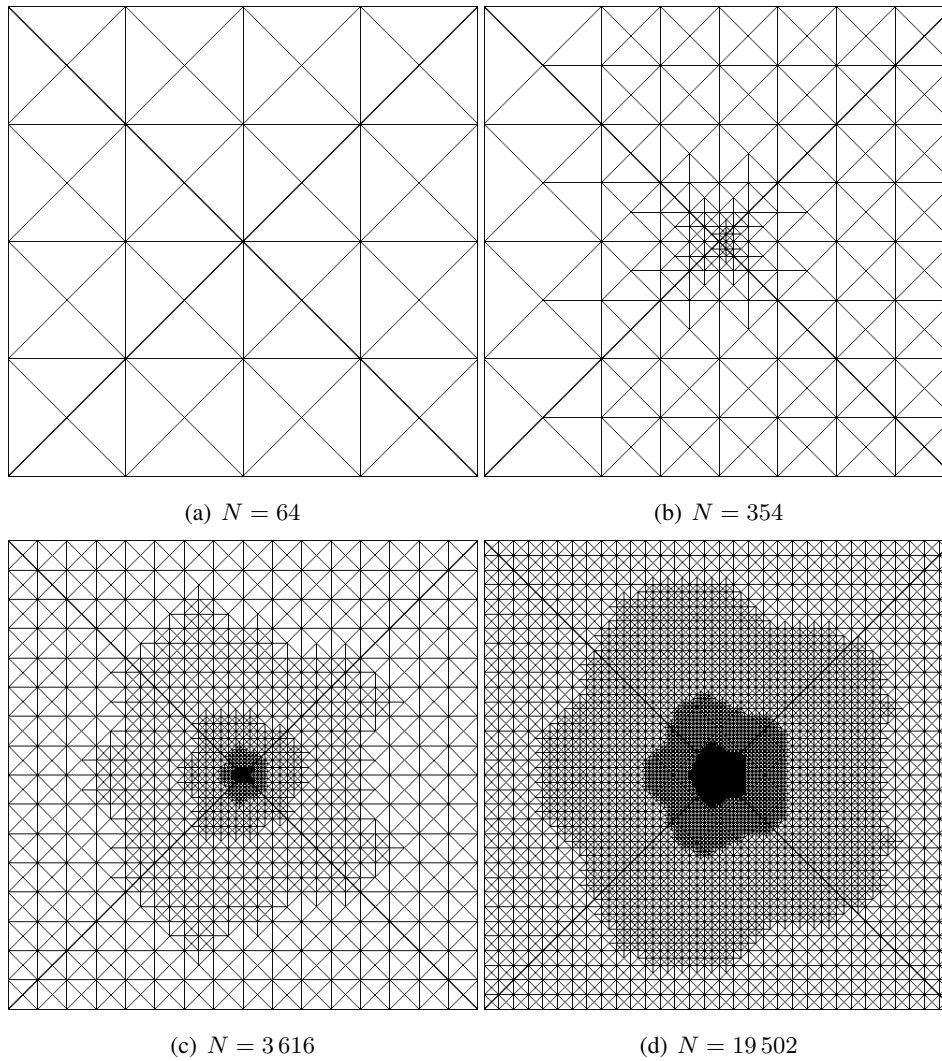 (a) N = 64
(b) N = 354
(c) N = 3 616
(d) N = 19 502